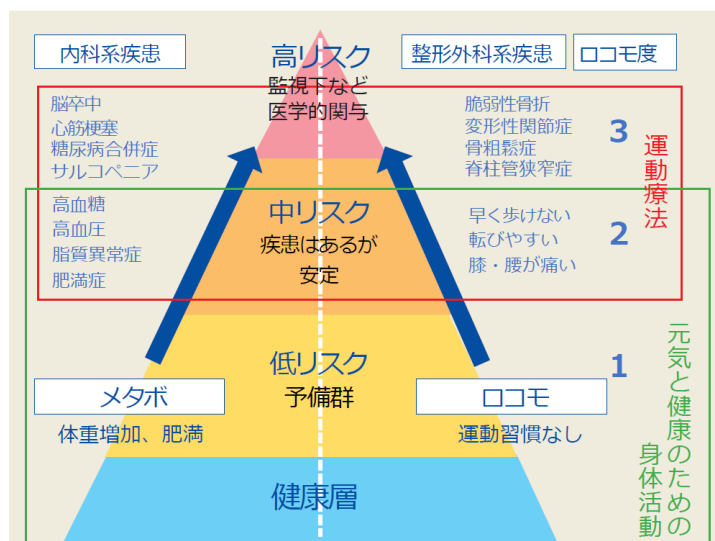 内科系疾患
高リスク
監視下など
医学的関与
整形外科系疾患
ロコモ度
脳卒中
心筋梗塞
糖尿病合併症
サルコペニア
脆弱性骨折
変形性関節症
骨粗鬆症
脊柱管狭窄症
3
運動療法
高血糖
高血圧
脂質異常症
肥満症
中リスク
疾患はあるが
安定
早く歩けない
転びやすい
膝・腰が痛い
2
低リスク
予備群
1
メタボ
体重増加、肥満
ロコモ
運動習慣なし
元気と健康のための
身体活動
健康層